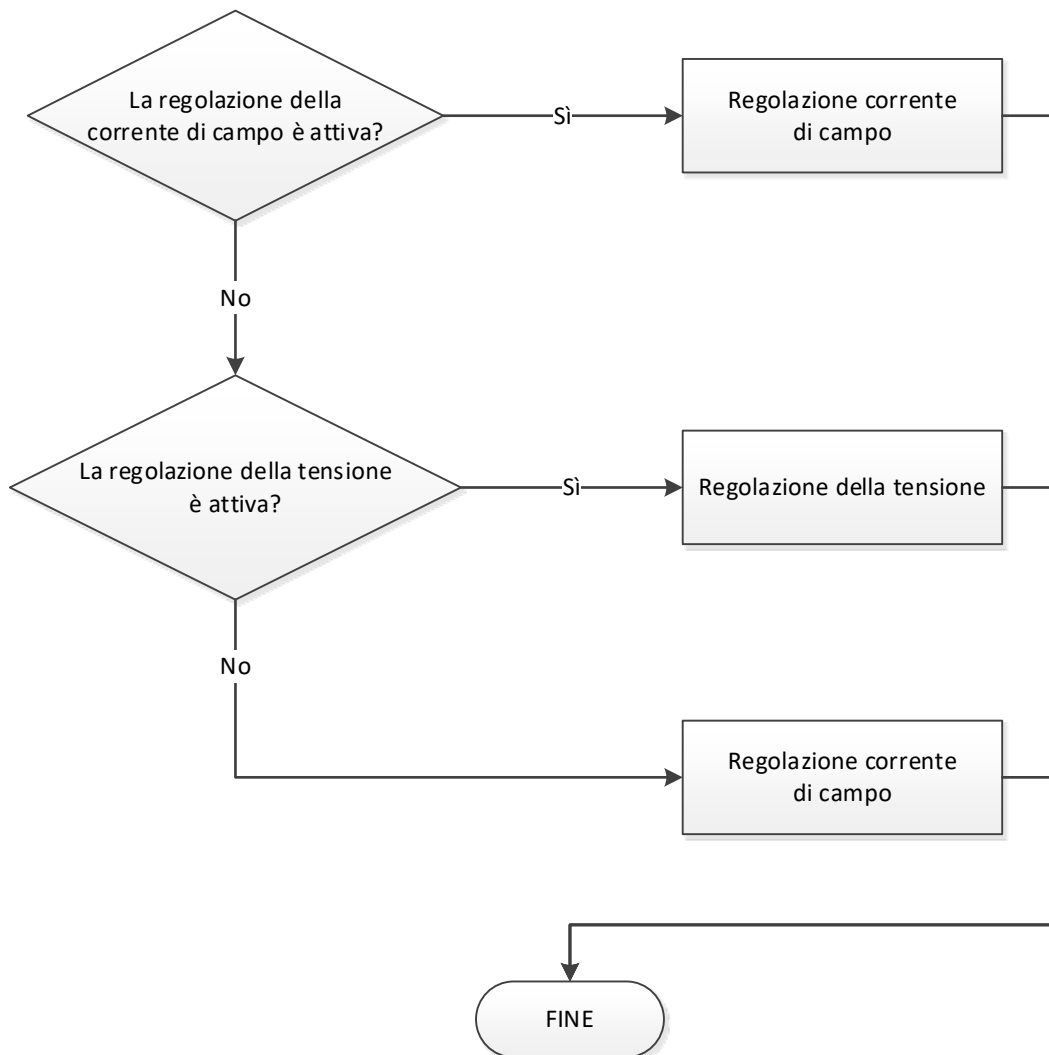 La regolazione della
corrente di campo è attiva?
Sì
Regolazione corrente
di campo
No
La regolazione della tensione
è attiva?
Sì
Regolazione della tensione
No
Regolazione corrente
di campo
FINE